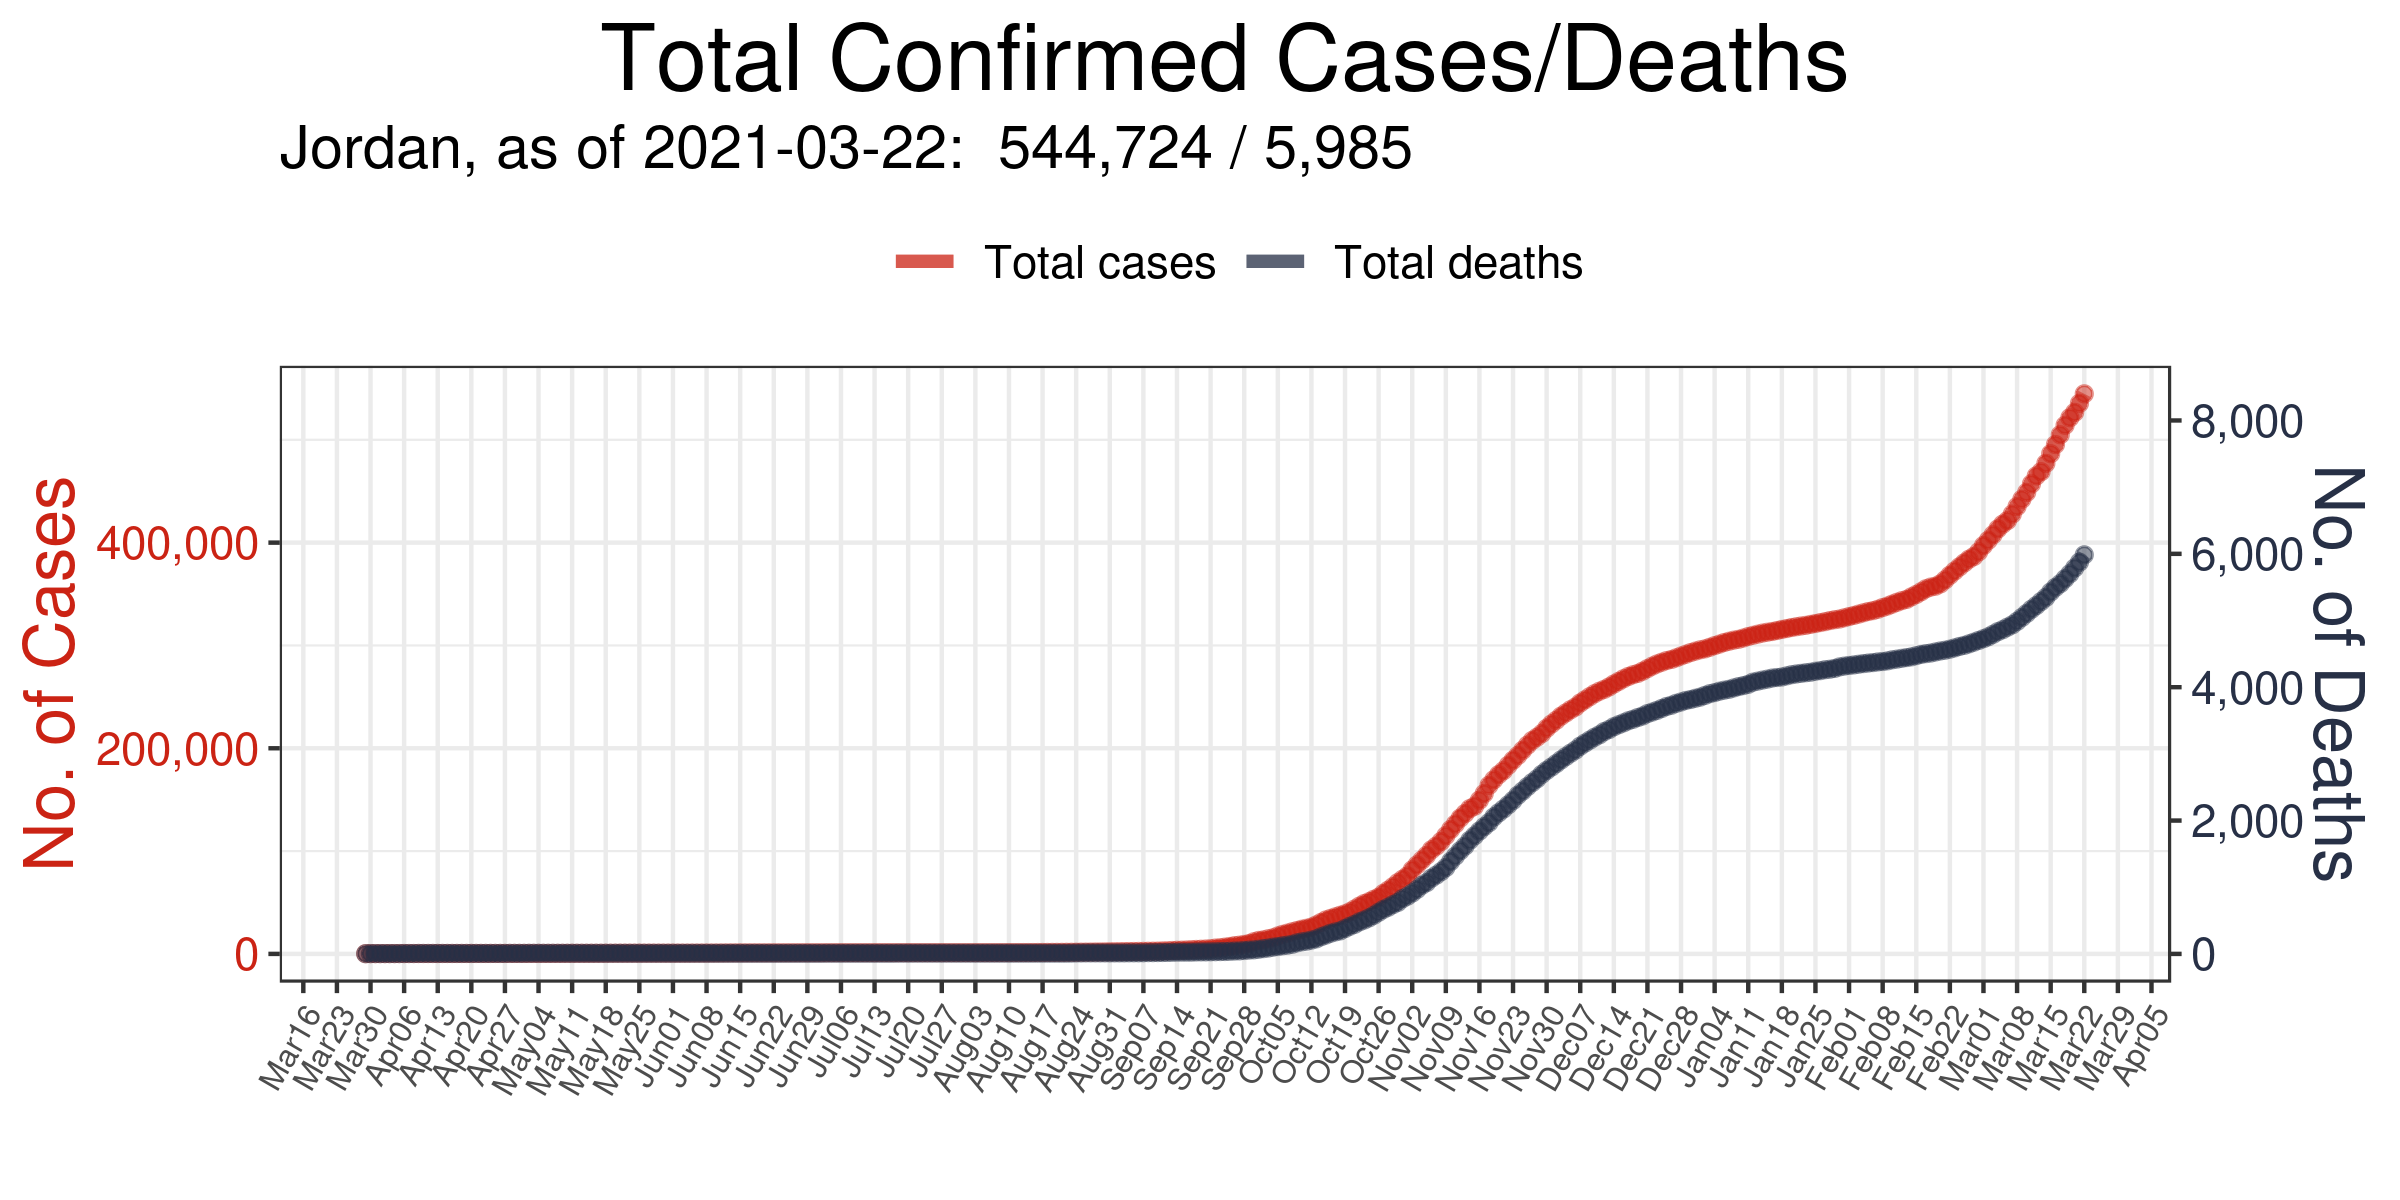 Total Confirmed Cases/Deaths
Jordan, as of 2021-03-22:  544,724 / 5,985
Total cases
Total deaths
No. of Cases
400,000
200,000
0
8,000
6,000
4,000
2,000
0
No. of Deaths
Mar16
Mar23
Mar30
Apr06
Apr13
Apr20
Apr27
May04
May11
May18
May25
Jun01
Jun08
Jun15
Jun22
Jun29
Jul06
Jul13
Jul20
Jul27
Aug03
Aug10
Aug17
Aug24
Aug31
Sep07
Sep14
Sep21
Sep28
Oct05
Oct12
Oct19
Oct26
Nov02
Nov09
Nov16
Nov23
Nov30
Dec07
Dec14
Dec21
Dec28
Jan04
Jan11
Jan18
Jan25
Feb01
Feb08
Feb15
Feb22
Mar01
Mar08
Mar15
Mar22
Mar29
Apr05